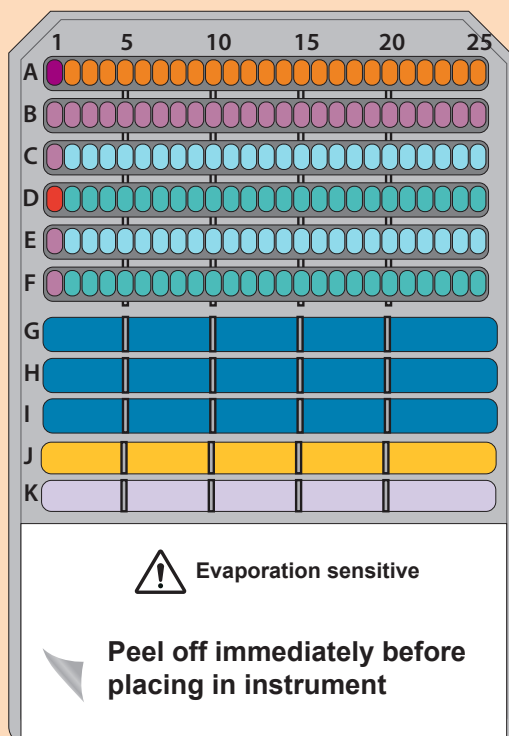 1 5 10 15 20 25
A
B
C
D
E
F
G
H
I
J
K
Evaporation sensitive
Peel off immediately before
placing in instrument